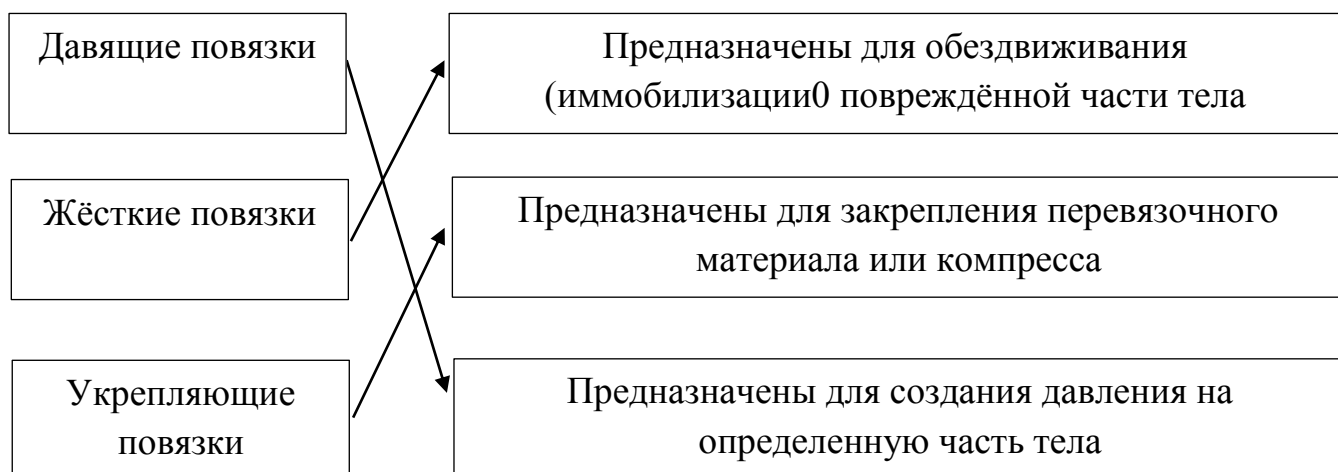 Давящие повязки
Предназначены для обездвиживания
(иммобилизации0 повреждённой части тела
Жёсткие повязки
Предназначены для закрепления перевязочного
материала или компресса
Укрепляющие
повязки
Предназначены для создания давления на
определенную часть тела